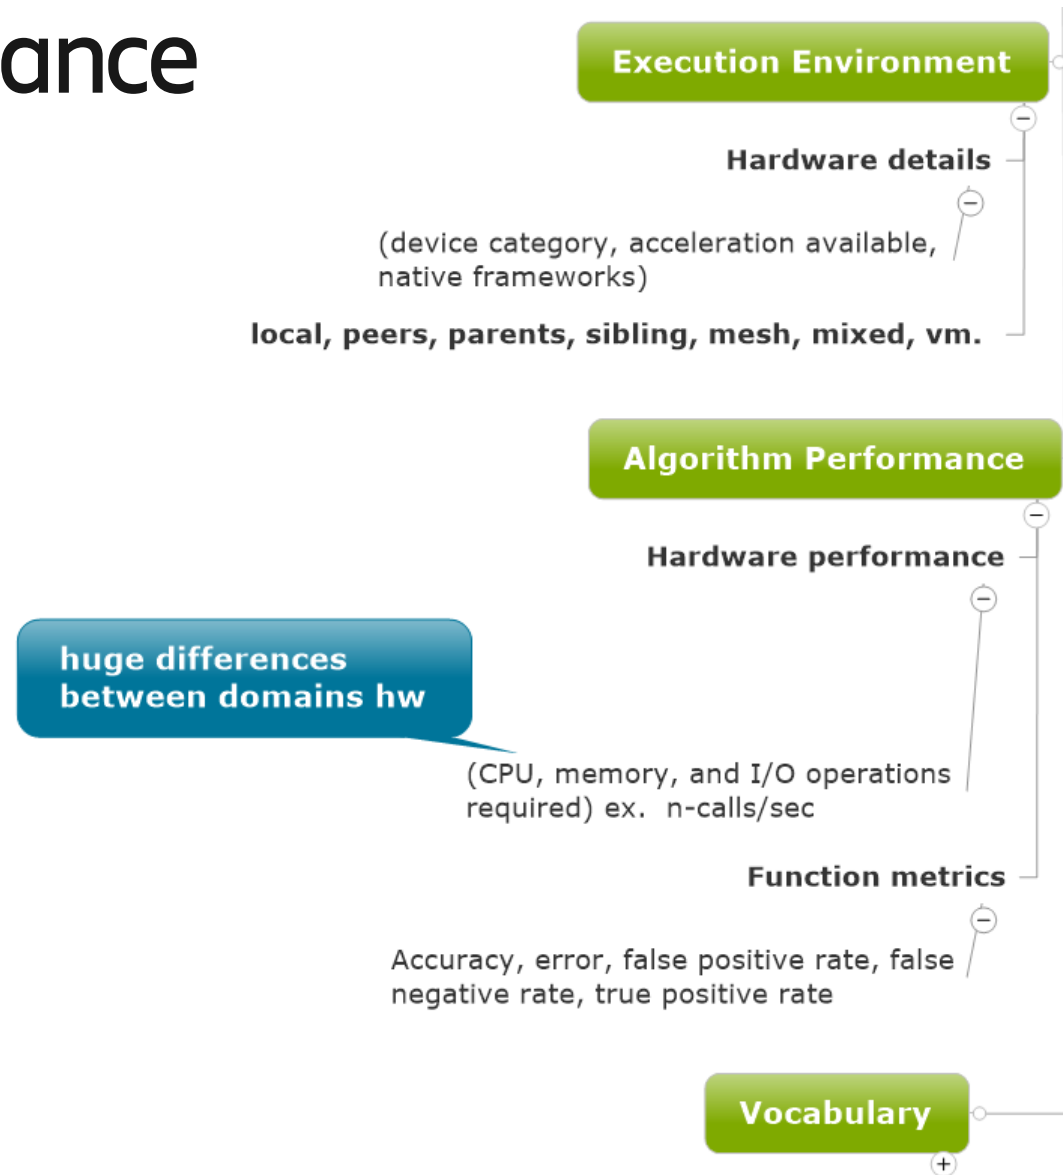 ance
Execution Environment
Hardware details
(device category, acceleration available,
native frameworks)
local, peers, parents, sibling, mesh, mixed, vm.
Algorithm Performance
Hardware performance
huge differences
between domains hw
(CPU, memory, and I/O operations
required) ex.  n-calls/sec
Function metrics
Accuracy, error, false positive rate, false
negative rate, true positive rate
Vocabulary